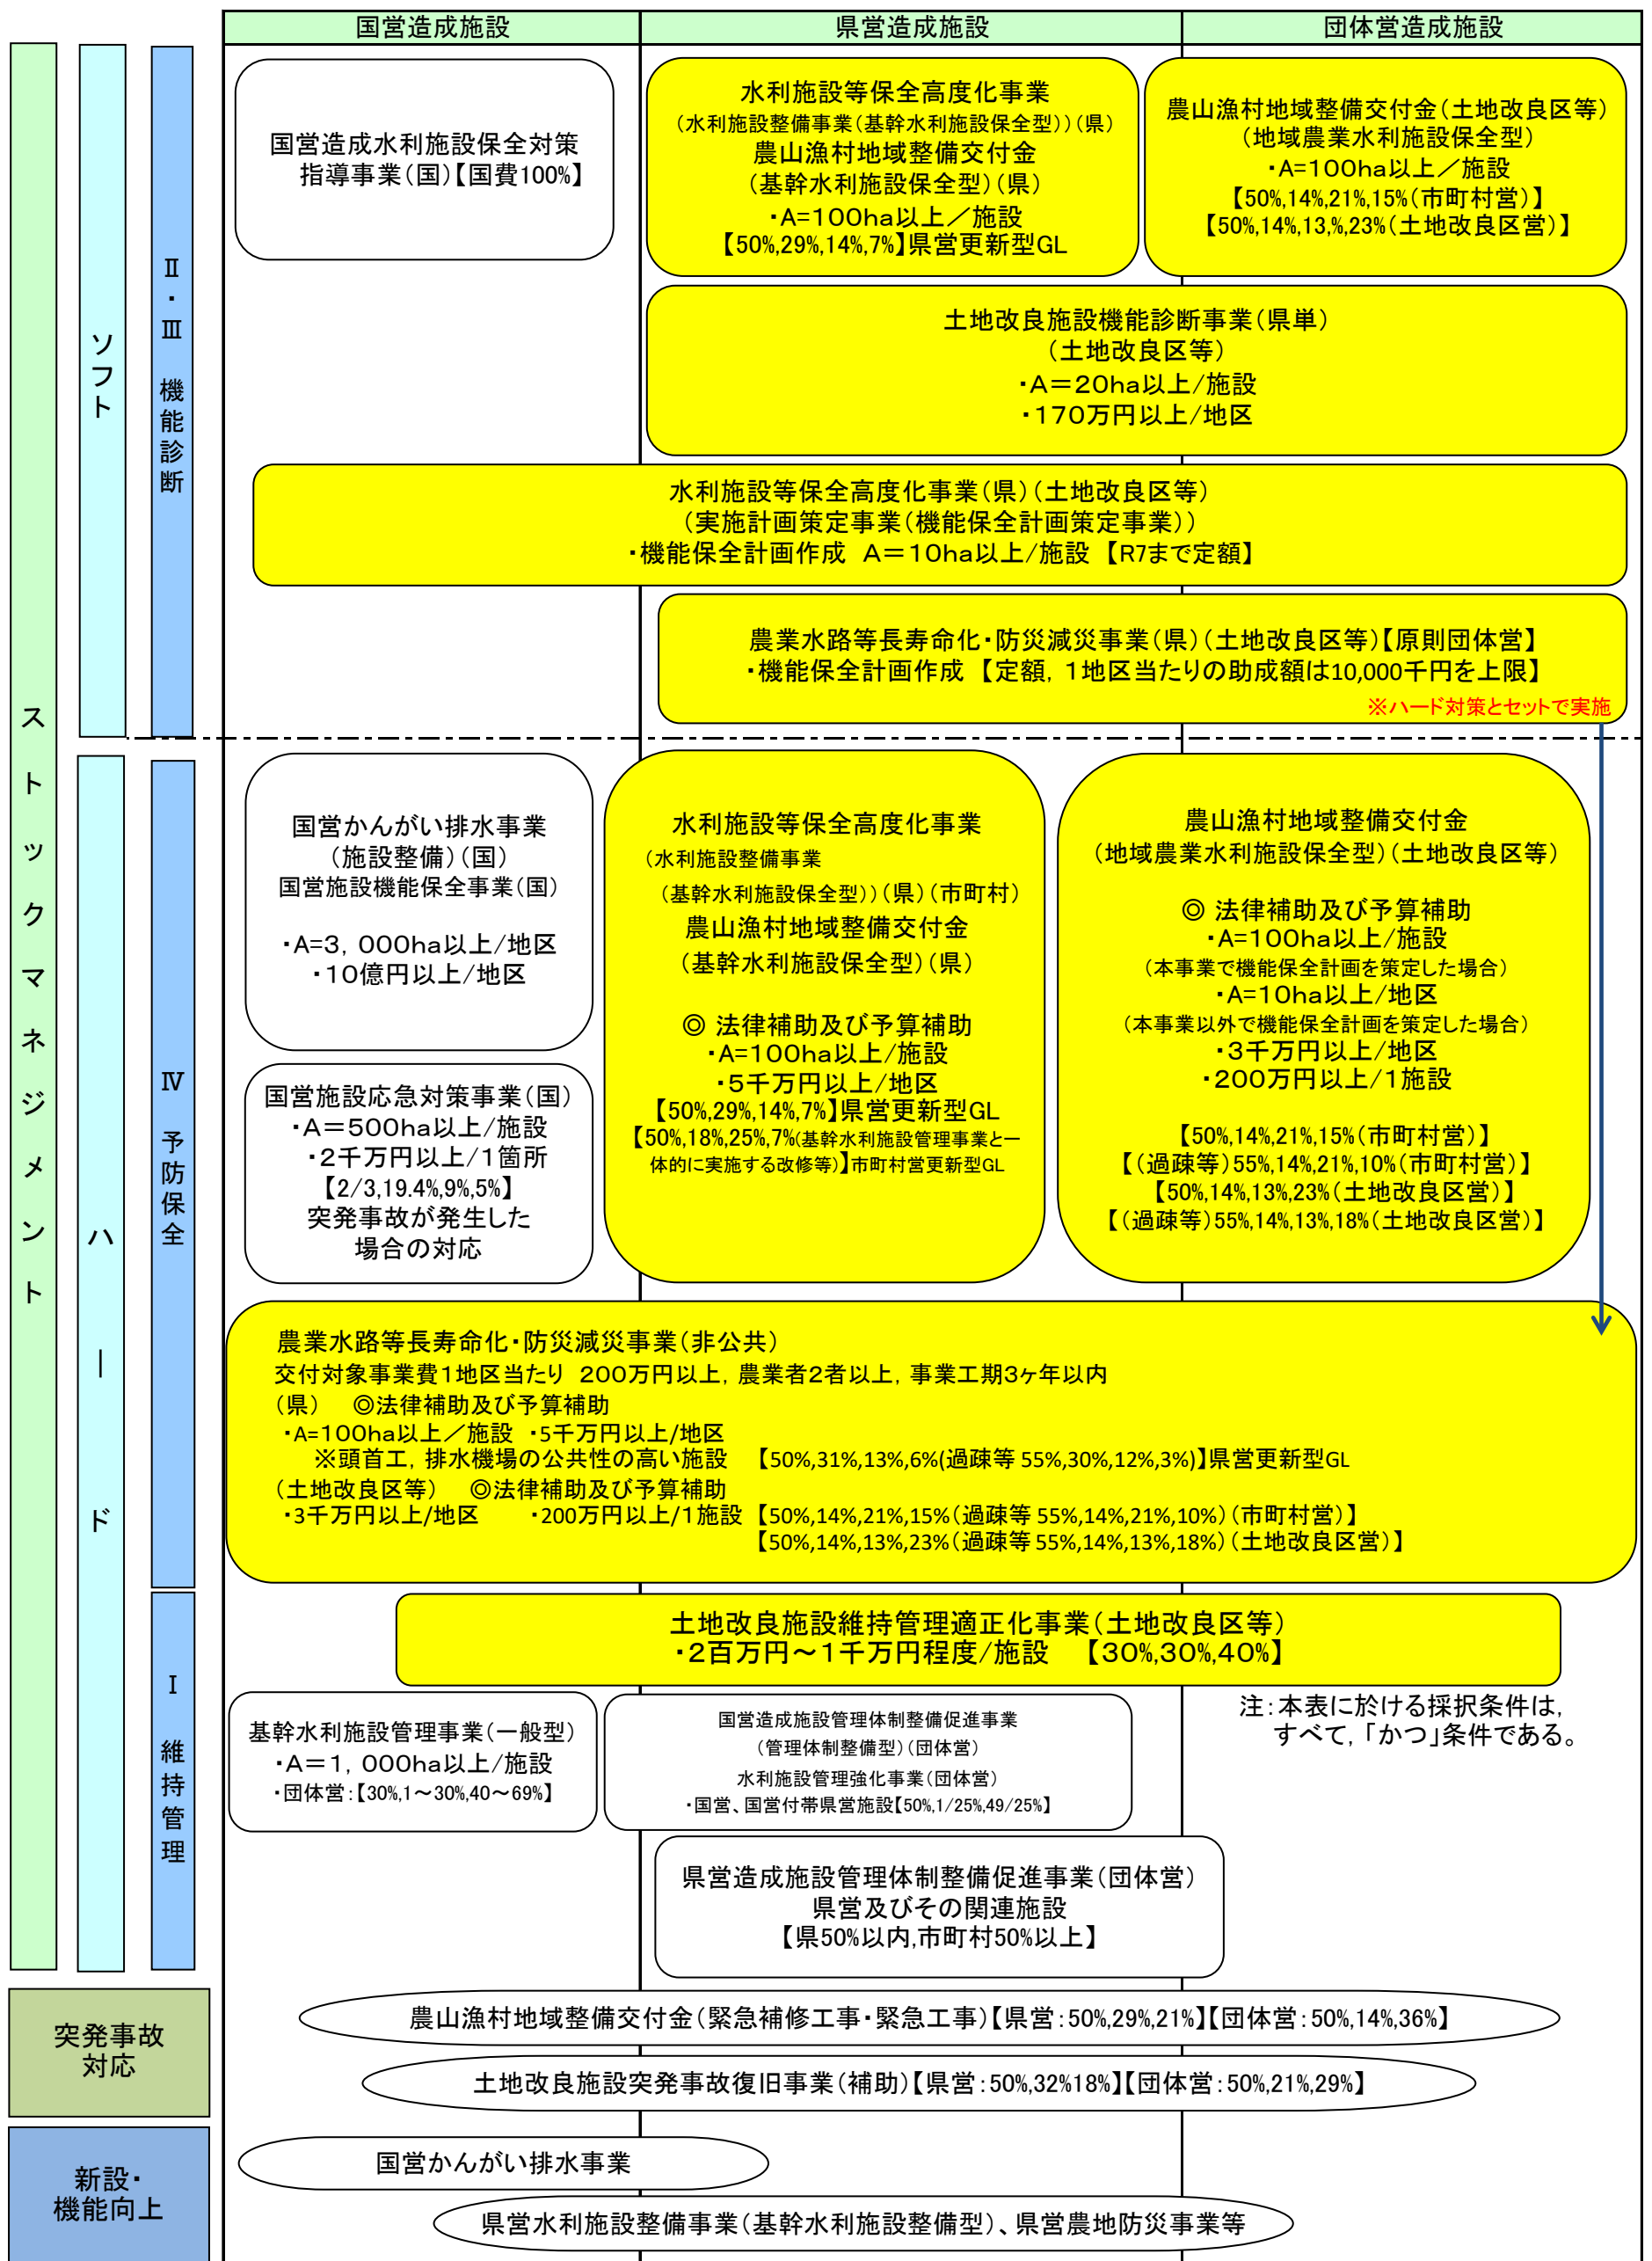 国営造成施設
県営造成施設
団体営造成施設
ストックマネジメント
ソフト
Ⅱ・Ⅲ 機能診断
国営造成水利施設保全対策
指導事業(国)【国費100%】
水利施設等保全高度化事業
(水利施設整備事業(基幹水利施設保全型))(県)
農山漁村地域整備交付金
(基幹水利施設保全型)(県)
・A=100ha以上/施設
【50%,29%,14%,7%】県営更新型GL
農山漁村地域整備交付金(土地改良区等)
(地域農業水利施設保全型)
・A=100ha以上/施設
【50%,14%,21%,15%(市町村営)】
【50%,14%,13,%,23%(土地改良区営)】
土地改良施設機能診断事業(県単)
(土地改良区等)
・A=20ha以上/施設
・170万円以上/地区
水利施設等保全高度化事業(県)(土地改良区等)
(実施計画策定事業(機能保全計画策定事業))
・機能保全計画作成 A=10ha以上/施設 【R7まで定額】
農業水路等長寿命化・防災減災事業(県)(土地改良区等)【原則団体営】
・機能保全計画作成 【定額, 1地区当たりの助成額は10,000千円を上限】
※ハード対策とセットで実施
ハード
Ⅳ 予防保全
国営かんがい排水事業
(施設整備)(国)
国営施設機能保全事業(国)
・A=3, 000ha以上/地区
・10億円以上/地区
国営施設応急対策事業(国)
・A=500ha以上/施設
・2千万円以上/1箇所
【2/3,19.4%,9%,5%】
突発事故が発生した
場合の対応
水利施設等保全高度化事業
(水利施設整備事業
(基幹水利施設保全型))(県)(市町村)
農山漁村地域整備交付金
(基幹水利施設保全型)(県)
◎ 法律補助及び予算補助
・A=100ha以上/施設
・5千万円以上/地区
【50%,29%,14%,7%】県営更新型GL
【50%,18%,25%,7%(基幹水利施設管理事業と一
体的に実施する改修等)】市町村営更新型GL
農山漁村地域整備交付金
(地域農業水利施設保全型)(土地改良区等)
◎ 法律補助及び予算補助
・A=100ha以上/施設
(本事業で機能保全計画を策定した場合)
・A=10ha以上/地区
(本事業以外で機能保全計画を策定した場合)
・3千万円以上/地区
・200万円以上/1施設
【50%,14%,21%,15%(市町村営)】
【(過疎等)55%,14%,21%,10%(市町村営)】
【50%,14%,13%,23%(土地改良区営)】
【(過疎等)55%,14%,13%,18%(土地改良区営)】
農業水路等長寿命化・防災減災事業(非公共)
交付対象事業費1地区当たり 200万円以上, 農業者2者以上, 事業工期3ヶ年以内
(県) ◎法律補助及び予算補助
・A=100ha以上/施設 ・5千万円以上/地区
※頭首工, 排水機場の公共性の高い施設 【50%,31%,13%,6%(過疎等 55%,30%,12%,3%)】県営更新型GL
(土地改良区等) ◎法律補助及び予算補助
・3千万円以上/地区 ・200万円以上/1施設 【50%,14%,21%,15%(過疎等 55%,14%,21%,10%)(市町村営)】
【50%,14%,13%,23%(過疎等 55%,14%,13%,18%)(土地改良区営)】
Ⅰ 維持管理
土地改良施設維持管理適正化事業(土地改良区等)
・2百万円～1千万円程度/施設 【30%,30%,40%】
基幹水利施設管理事業(一般型)
・A=1, 000ha以上/施設
・団体営:【30%,1～30%,40～69%】
国営造成施設管理体制整備促進事業
(管理体制整備型)(団体営)
水利施設管理強化事業(団体営)
・国営、国営付帯県営施設【50%,1/25%,49/25%】
注:本表に於ける採択条件は,
すべて,「かつ」条件である。
県営造成施設管理体制整備促進事業(団体営)
県営及びその関連施設
【県50%以内,市町村50%以上】
突発事故
対応
農山漁村地域整備交付金(緊急補修工事・緊急工事)【県営:50%,29%,21%】【団体営:50%,14%,36%】
土地改良施設突発事故復旧事業(補助)【県営:50%,32%18%】【団体営:50%,21%,29%】
新設・
機能向上
国営かんがい排水事業
県営水利施設整備事業(基幹水利施設整備型)、県営農地防災事業等